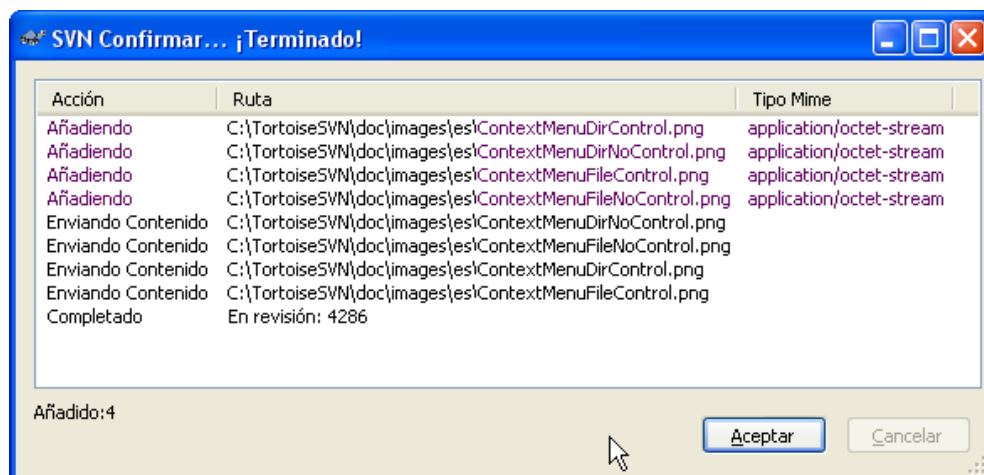 SVN Confirmar... ¡Terminado!
Acción Ruta Tipo Mime
Añadiendo C:\TortoiseSVN\doc\images\es\ContextMenuDirControl.png application/octet-stream
Añadiendo C:\TortoiseSVN\doc\images\es\ContextMenuDirNoControl.png application/octet-stream
Añadiendo C:\TortoiseSVN\doc\images\es\ContextMenuFileControl.png application/octet-stream
Añadiendo C:\TortoiseSVN\doc\images\es\ContextMenuFileNoControl.png application/octet-stream
Enviando Contenido C:\TortoiseSVN\doc\images\es\ContextMenuDirNoControl.png
Enviando Contenido C:\TortoiseSVN\doc\images\es\ContextMenuFileNoControl.png
Enviando Contenido C:\TortoiseSVN\doc\images\es\ContextMenuDirControl.png
Enviando Contenido C:\TortoiseSVN\doc\images\es\ContextMenuFileControl.png
Completado En revisión: 4286
Añadido:4
Aceptar Cancelar